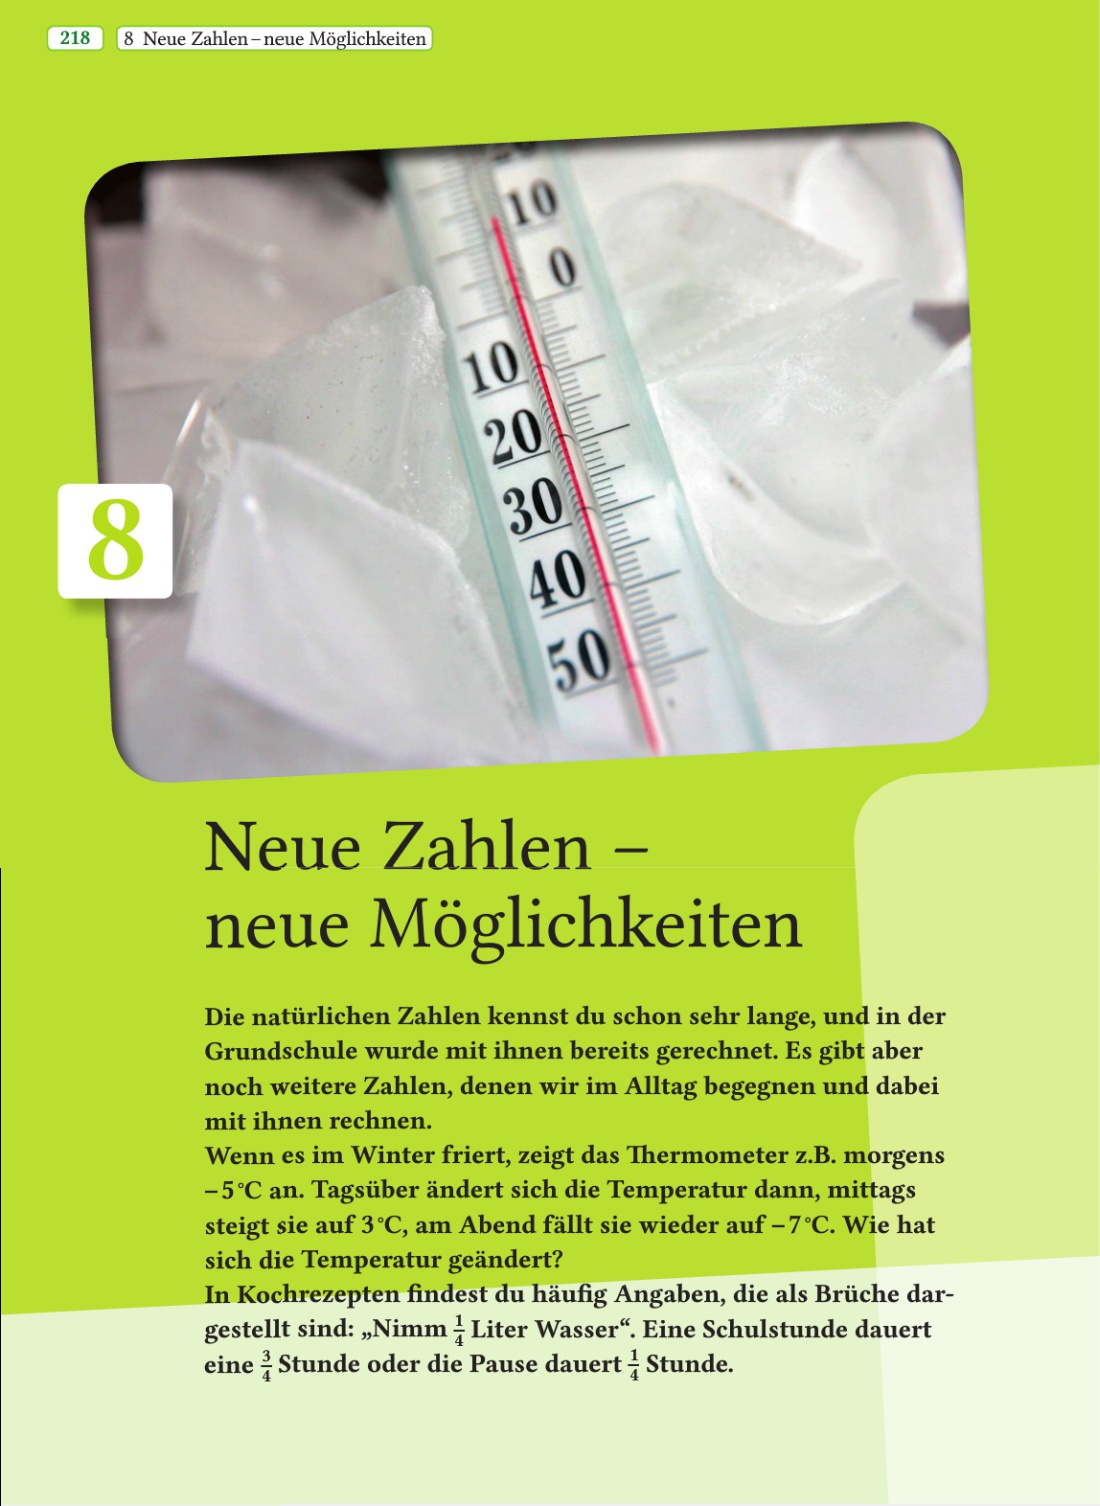 218
8 Neue Zahlen – neue Möglichkeiten
10
0
10
20
30
40
50
8
Neue Zahlen –
neue Möglichkeiten
Die natürlichen Zahlen kennst du schon sehr lange, und in der
Grundschule wurde mit ihnen bereits gerechnet. Es gibt aber
noch weitere Zahlen, denen wir im Alltag begegnen und dabei
mit ihnen rechnen.
Wenn es im Winter friert, zeigt das Thermometer z.B. morgens
–5 °C an. Tagsüber ändert sich die Temperatur dann, mittags
steigt sie auf 3 °C, am Abend fällt sie wieder auf –7 °C. Wie hat
sich die Temperatur geändert?
In Kochrezepten findest du häufig Angaben, die als Brüche dar-
gestellt sind: „Nimm 1/4 Liter Wasser“. Eine Schulstunde dauert
eine 3/4 Stunde oder die Pause dauert 1/4 Stunde.